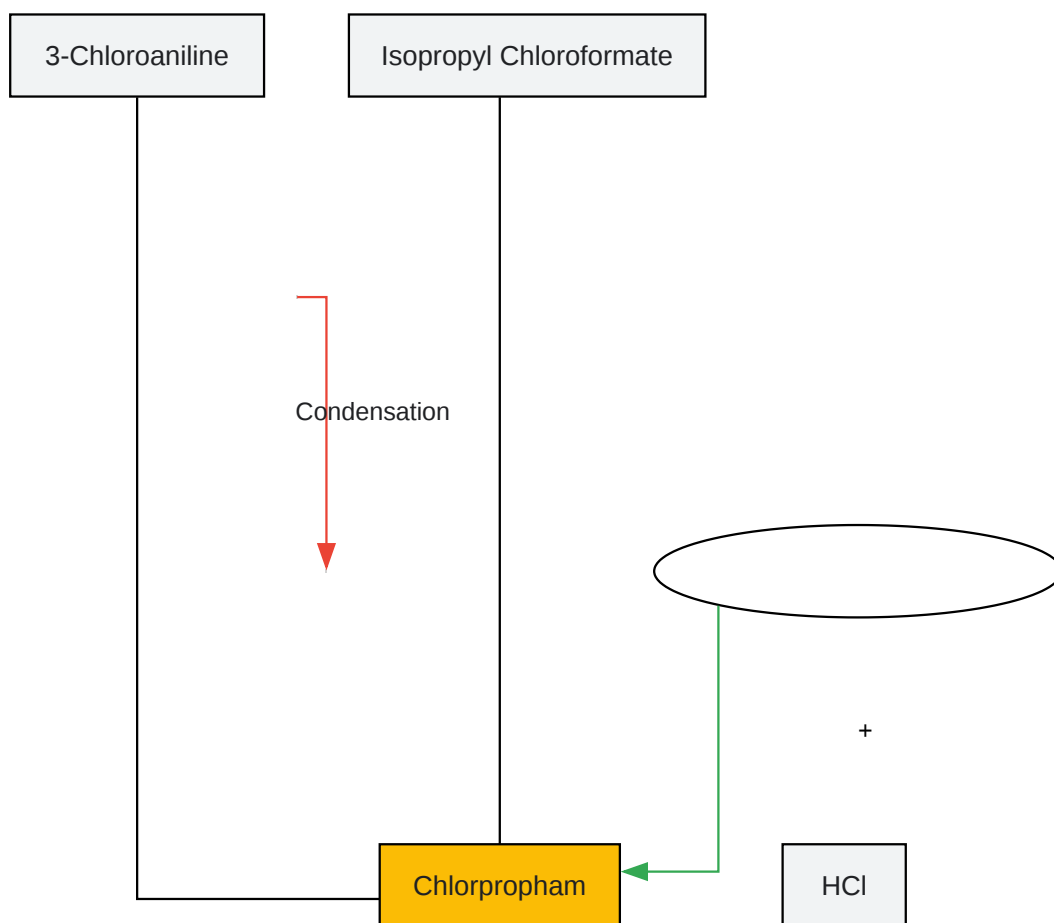 3-Chloroaniline
Isopropyl Chloroformate
Condensation
+
Chlorpropham
HCl